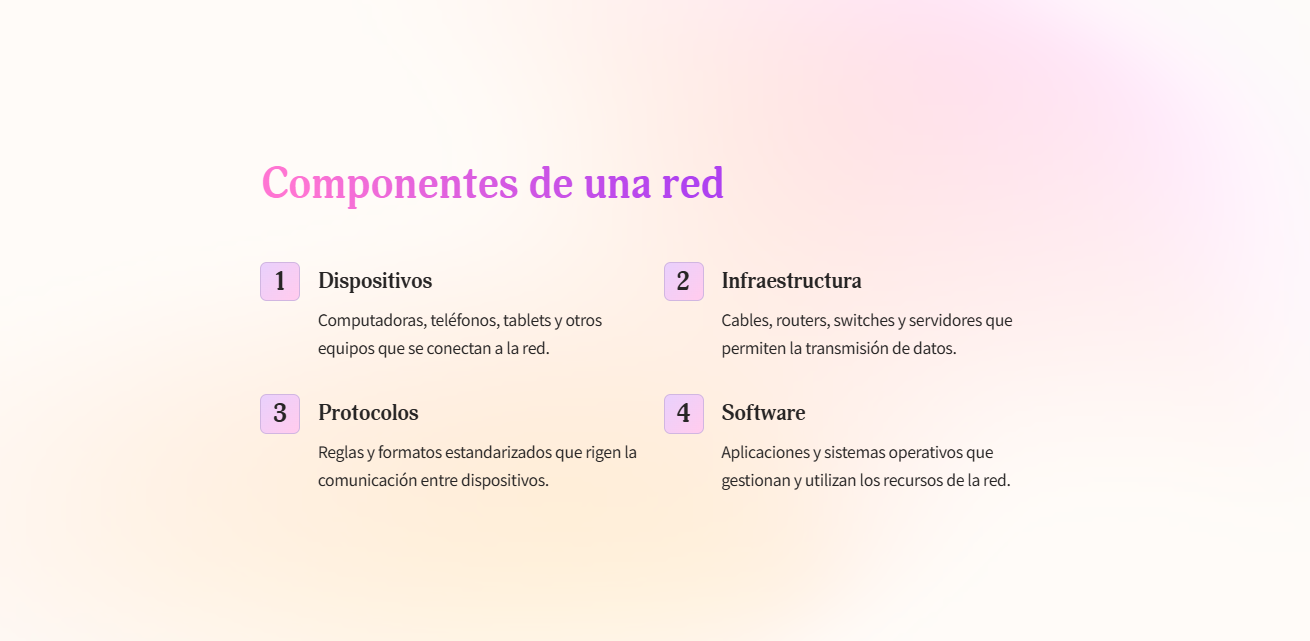 Componentes de una red
1
Dispositivos
Computadoras, teléfonos, tablets y otros
equipos que se conectan a la red.
2
Infraestructura
Cables, routers, switches y servidores que
permiten la transmisión de datos.
3
Protocolos
Reglas y formatos estandarizados que rigen la
comunicación entre dispositivos.
4
Software
Aplicaciones y sistemas operativos que
gestionan y utilizan los recursos de la red.